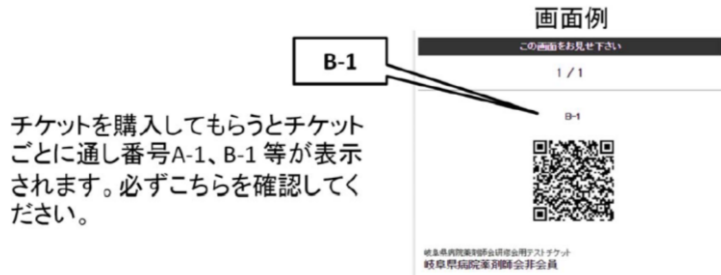 画面例
この画面をお見せ下さい
1 / 1
B-1
B-1
チケットを購入してもらうとチケット
ごとに通し番号A-1、B-1 等が表示
されます。必ずこちらを確認してく
ださい。
岐阜県病院薬剤師会研修会用テストチケット
岐阜県病院薬剤師会非会員